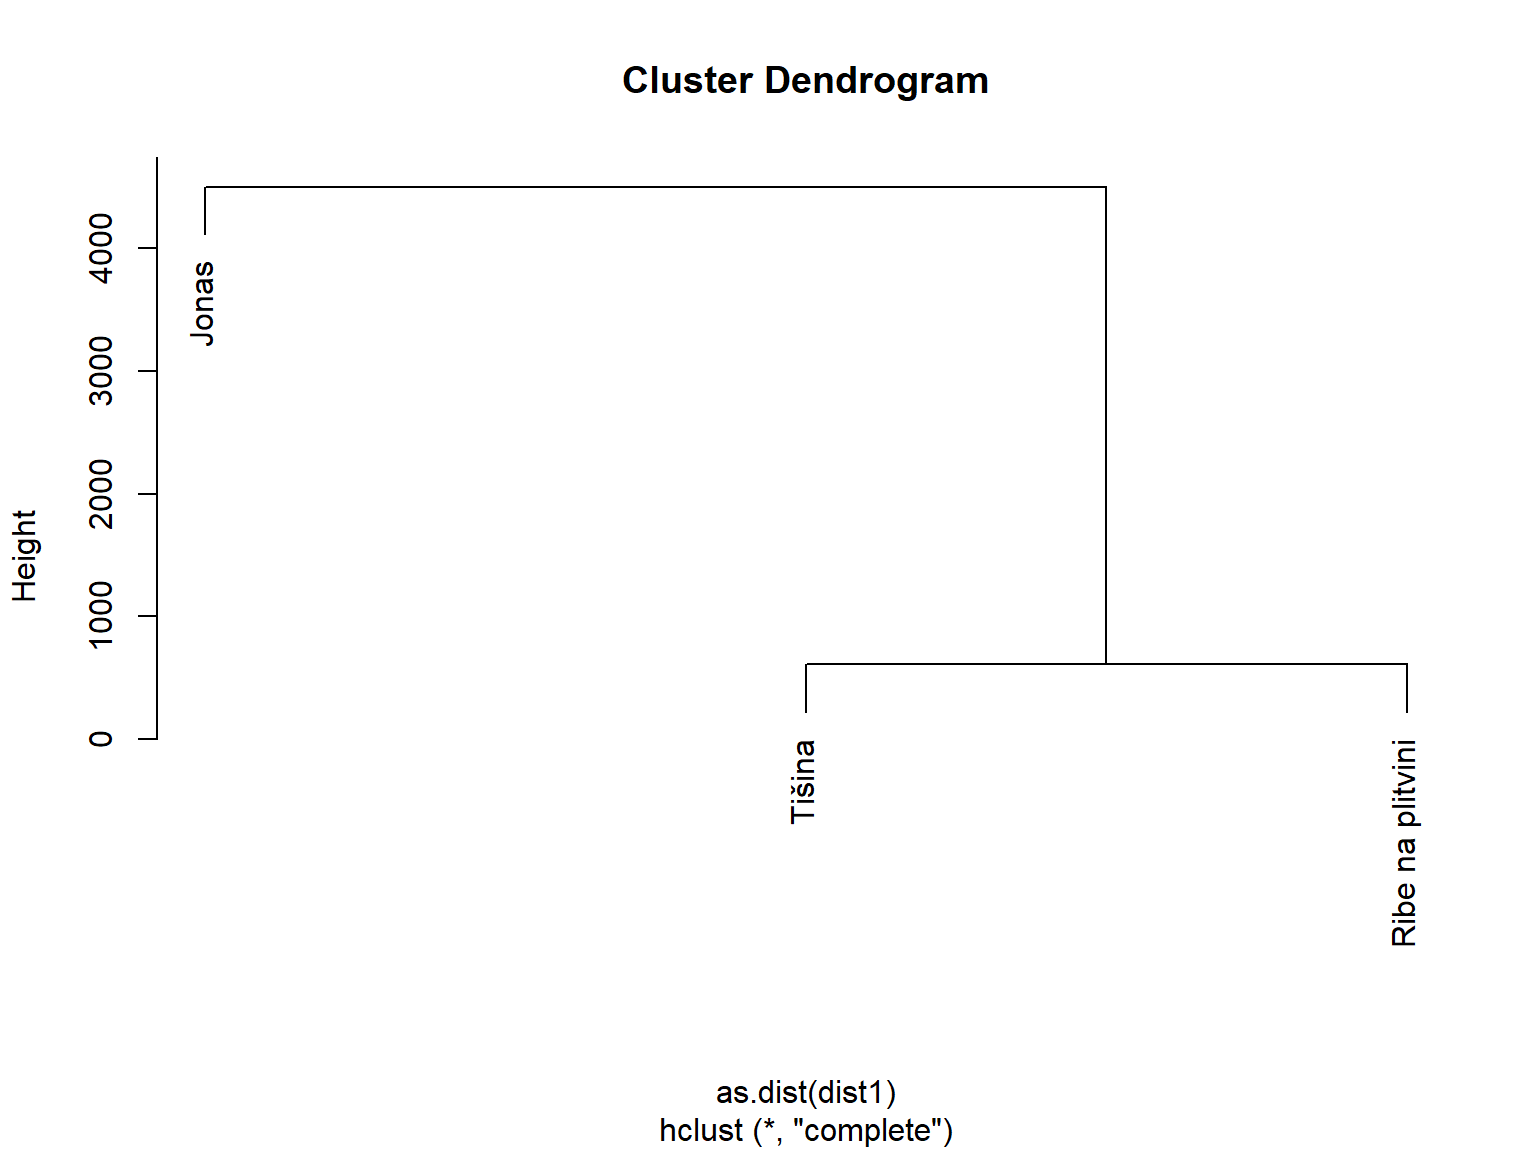 Cluster Dendrogram
Height
4000
3000
2000
1000
0
Jonas
Tišina
Ribe na plitvini
as.dist(dist1)
hclust (*, "complete")